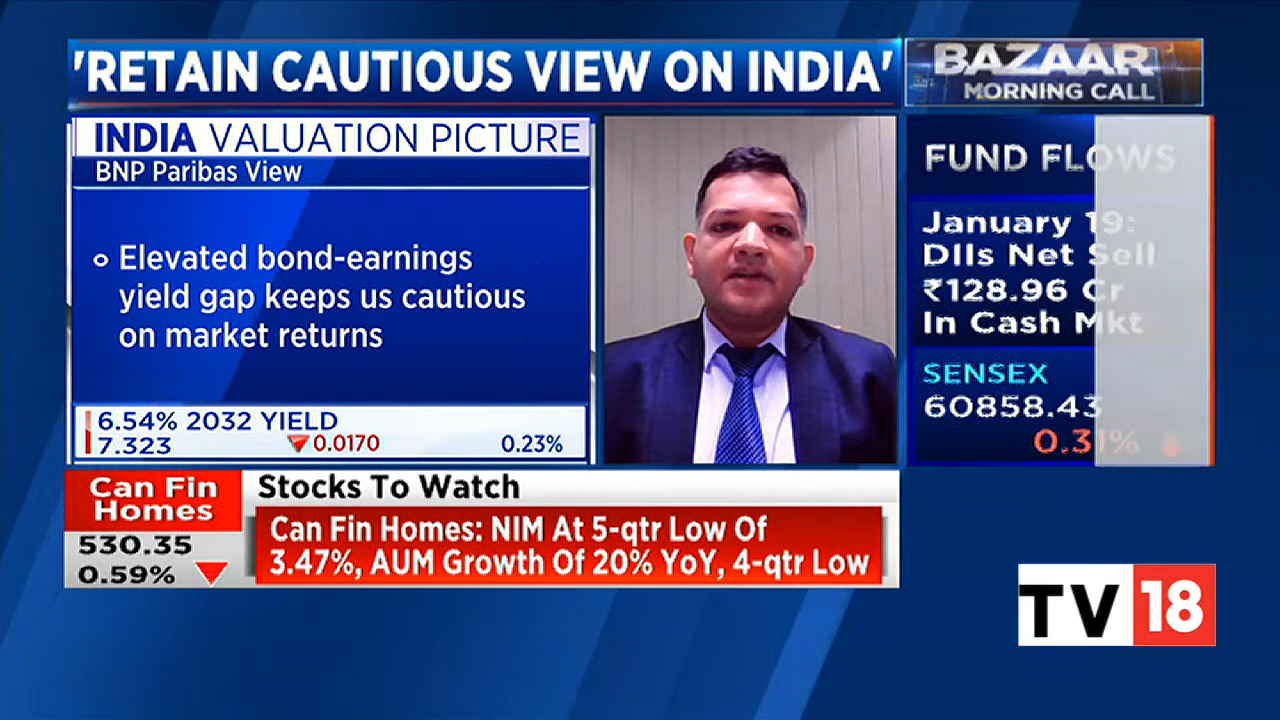 'RETAIN CAUTIOUS VIEW ON INDIA'
BAZAAR
MORNING CALL
INDIA VALUATION PICTURE
BNP Paribas View
Elevated bond-earnings
yield gap keeps us cautious
on market returns
6.54% 2032 YIELD
7.323 0.0170 0.23%
FUND FLOWS
January 19:
DIIs Net Sell
₹128.96 Cr
In Cash Mkt
SENSEX
60858.43
0.31%
Can Fin
Homes
530.35
0.59%
Stocks To Watch
Can Fin Homes: NIM At 5-qtr Low Of
3.47%, AUM Growth Of 20% YoY, 4-qtr Low
TV18